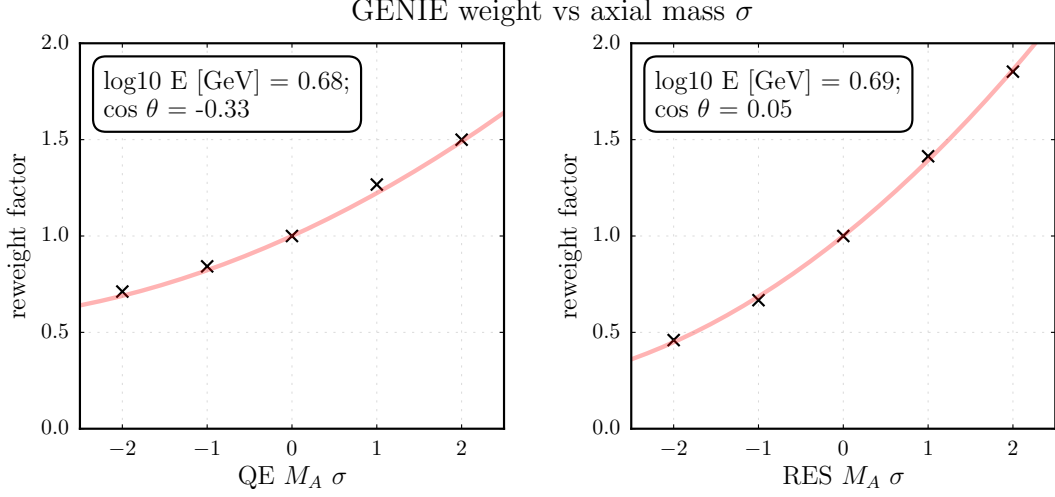 GENIE weight vs axial mass σ
log10 E [GeV] = 0.68;
cos θ = -0.33
reweight factor
2.0
1.5
1.0
0.5
0.0
−2 −1 0 1 2
QE M_A σ
log10 E [GeV] = 0.69;
cos θ = 0.05
reweight factor
2.0
1.5
1.0
0.5
0.0
−2 −1 0 1 2
RES M_A σ